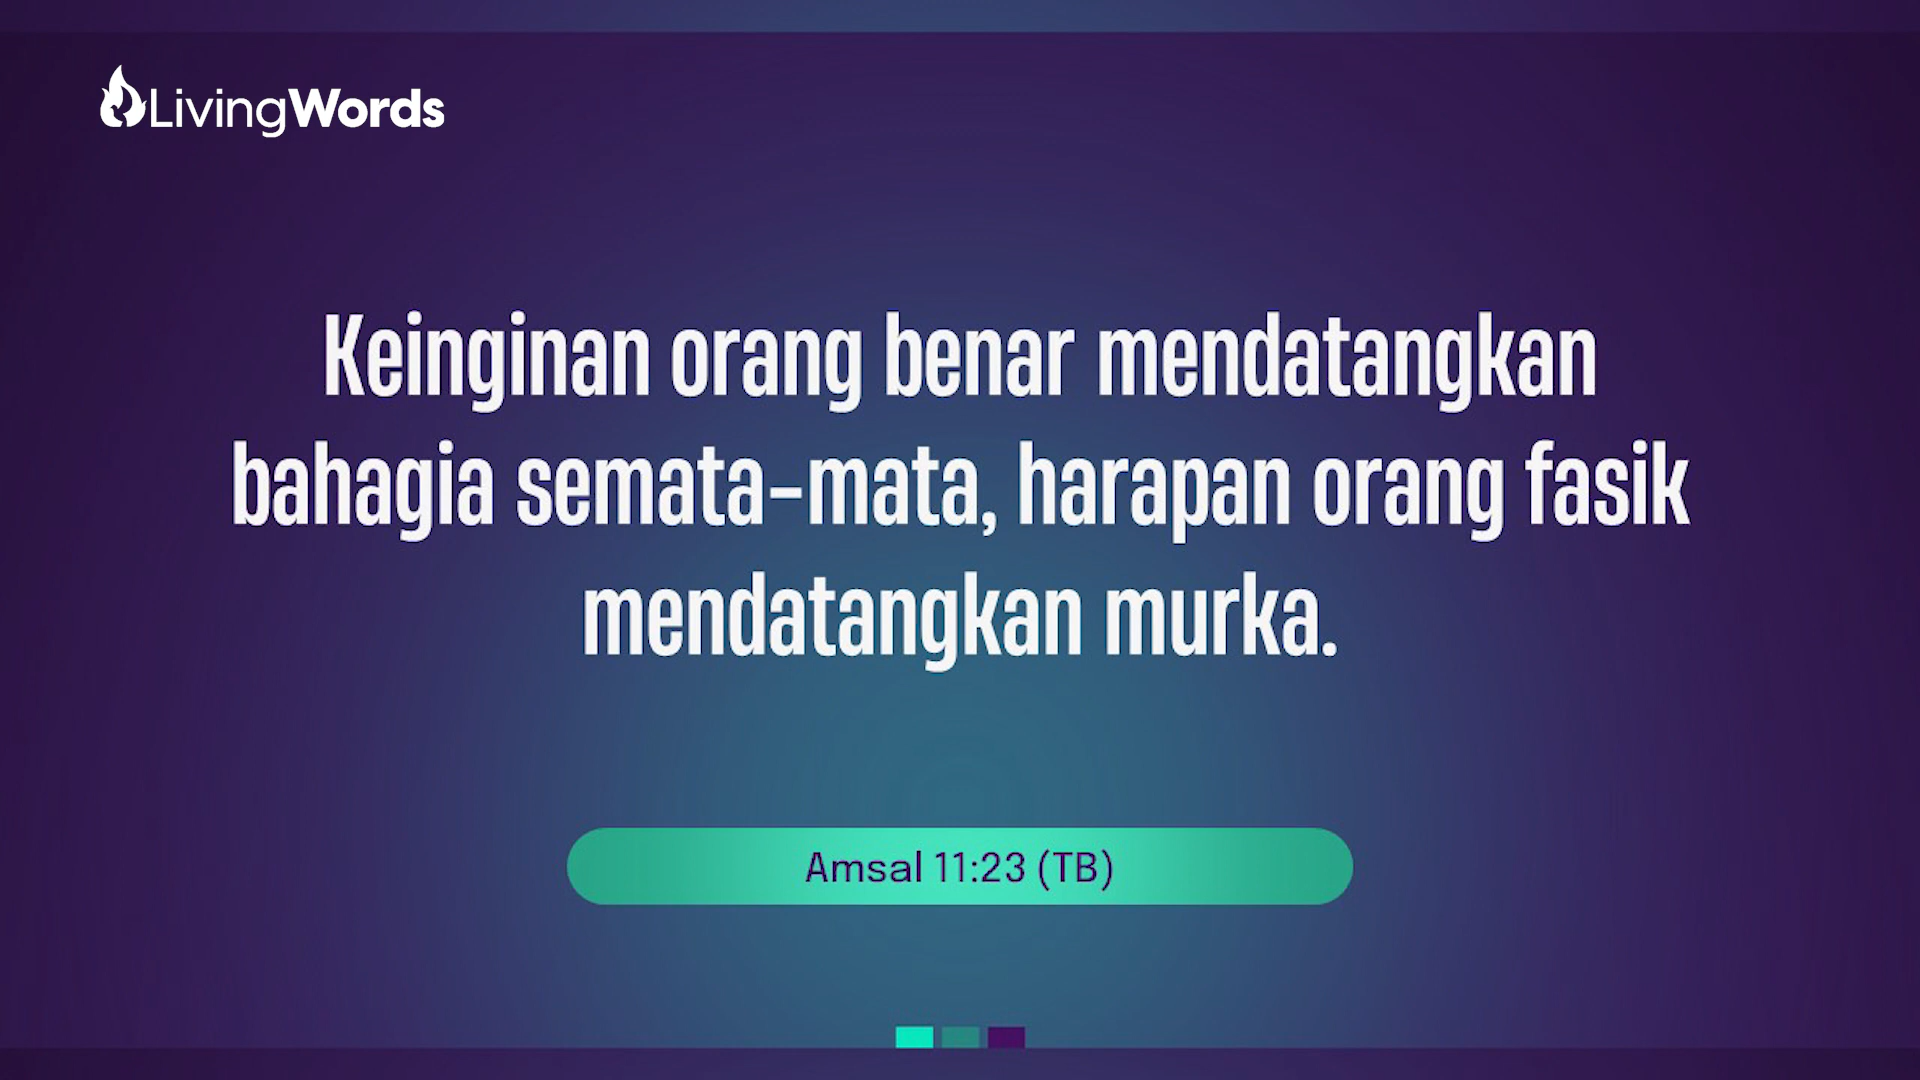 LivingWords
Keinginan orang benar mendatangkan
bahagia semata-mata, harapan orang fasik
mendatangkan murka.
Amsal 11:23 (TB)